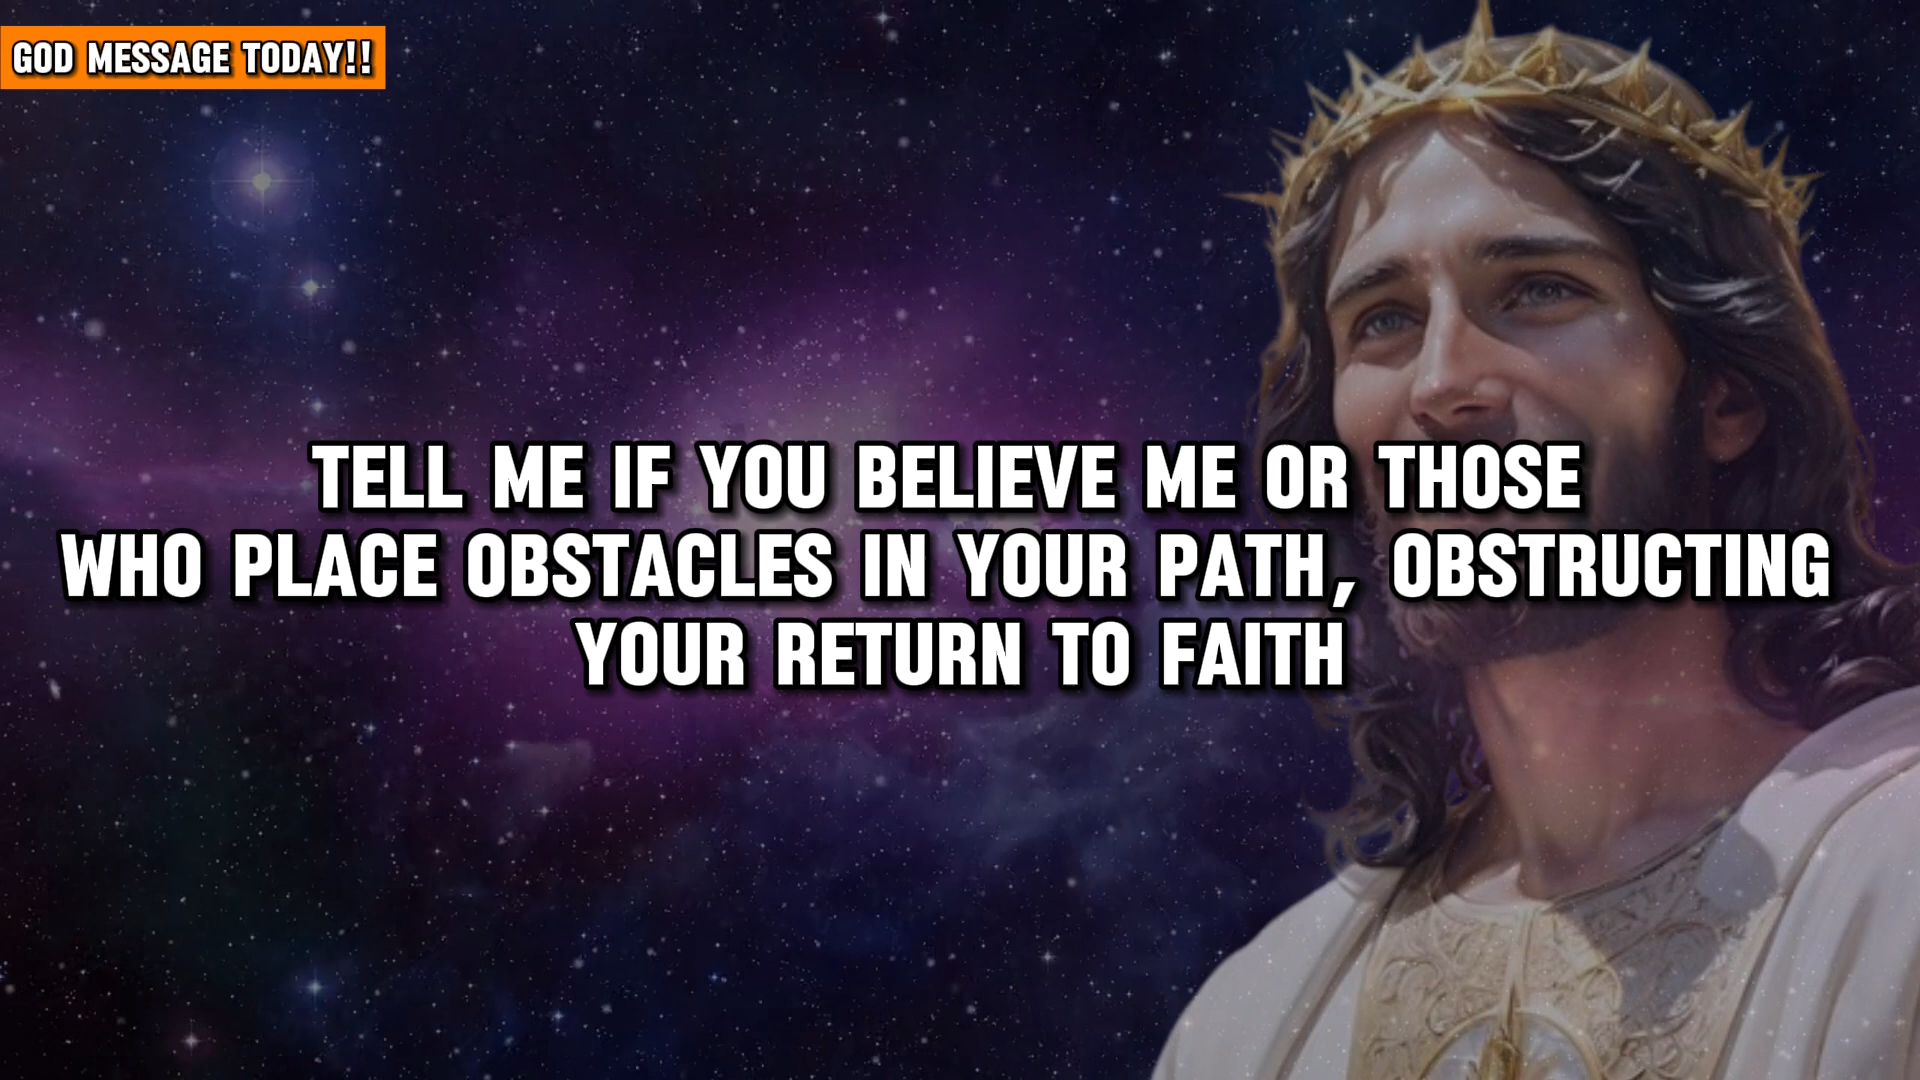 GOD MESSAGE TODAY!!
TELL ME IF YOU BELIEVE ME OR THOSE
WHO PLACE OBSTACLES IN YOUR PATH, OBSTRUCTING
YOUR RETURN TO FAITH